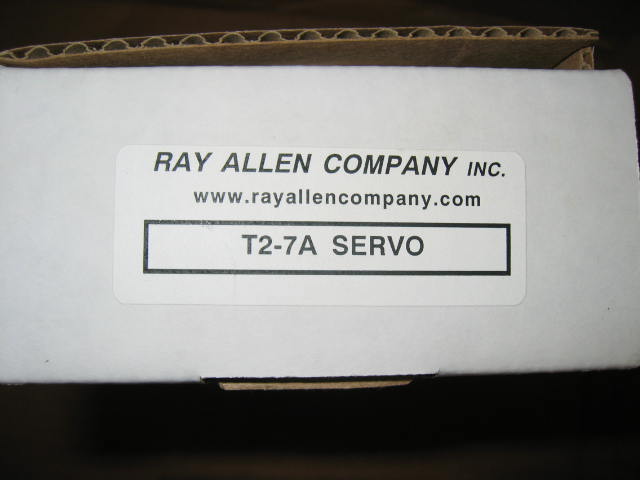 RAY ALLEN COMPANY INC.
www.rayallencompany.com
T2-7A SERVO